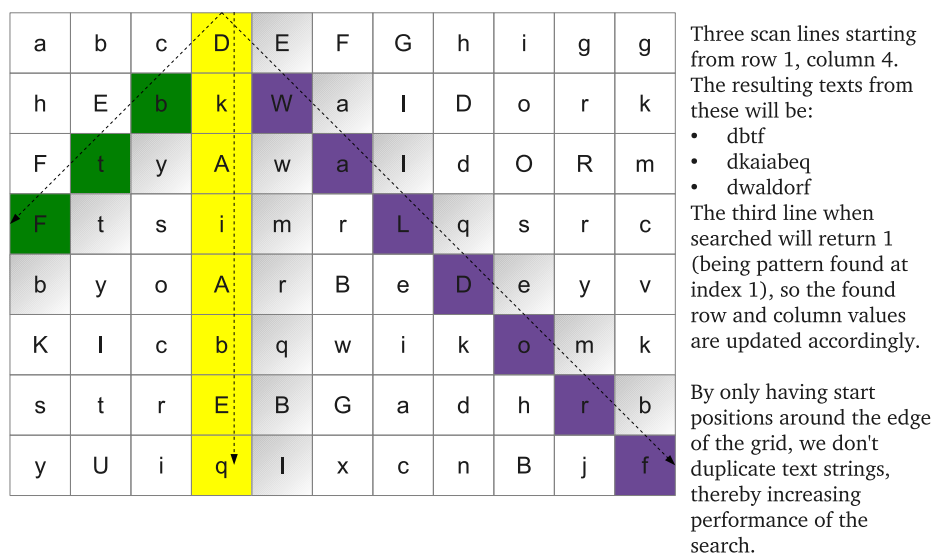 a b c D E F G h i g g
h E b k W a l D o r k
F t y A w a l d O R m
F t s i m r L q s r c
b y o A r B e D e y v
K l c b q w i k o m k
s t r E B G a d h r b
y U i q l x c n B j f
Three scan lines starting
from row 1, column 4.
The resulting texts from
these will be:
• dbtf
• dkaiabeq
• dwaldorf
The third line when
searched will return 1
(being pattern found at
index 1), so the found
row and column values
are updated accordingly.
By only having start
positions around the edge
of the grid, we don't
duplicate text strings,
thereby increasing
performance of the
search.